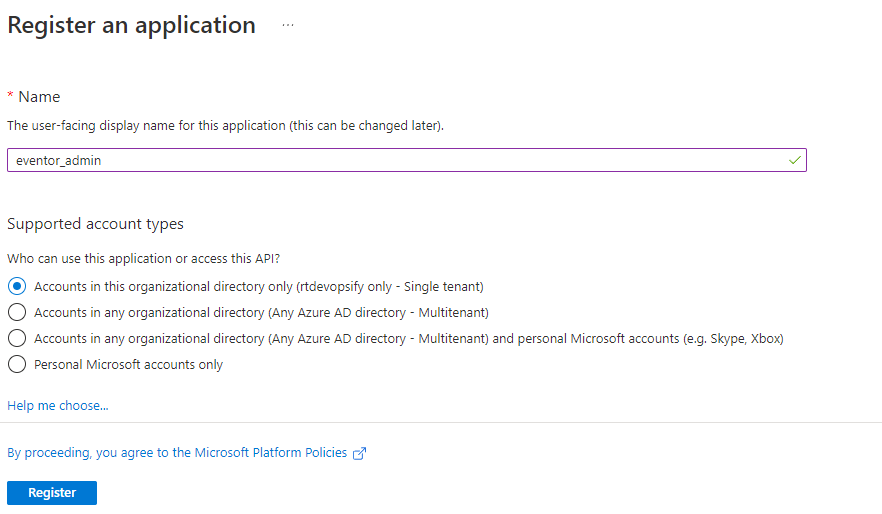 Register an application ...
* Name
The user-facing display name for this application (this can be changed later).
eventor_admin
Supported account types
Who can use this application or access this API?
Accounts in this organizational directory only (rtdevopsify only - Single tenant)
Accounts in any organizational directory (Any Azure AD directory - Multitenant)
Accounts in any organizational directory (Any Azure AD directory - Multitenant) and personal Microsoft accounts (e.g. Skype, Xbox)
Personal Microsoft accounts only
Help me choose...
By proceeding, you agree to the Microsoft Platform Policies
Register